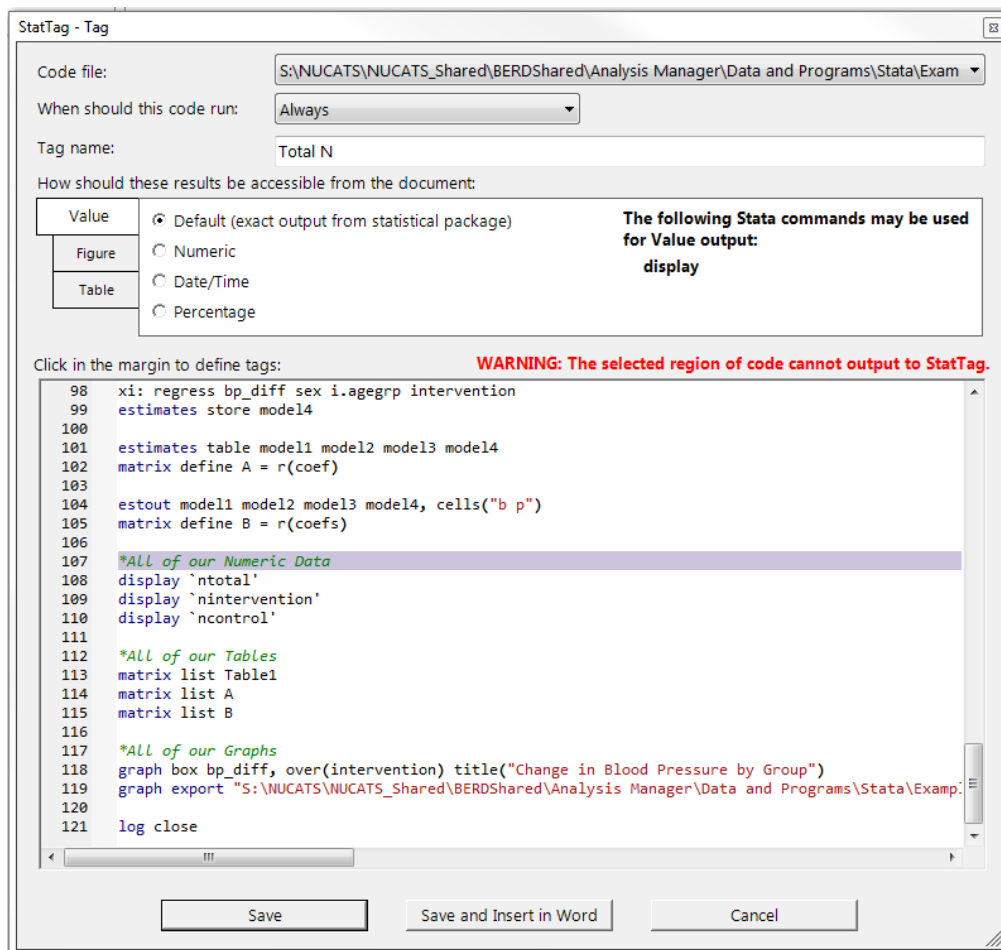 StatTag - Tag
Code file:
S:\NUCATS\NUCATS_Shared\BERDShared\Analysis Manager\Data and Programs\Stata\Exam
When should this code run:
Always
Tag name:
Total N
How should these results be accessible from the document:
Value
Figure
Table
Default (exact output from statistical package)
Numeric
Date/Time
Percentage
The following Stata commands may be used
for Value output:
display
Click in the margin to define tags:
WARNING: The selected region of code cannot output to StatTag.
98 xi: regress bp_diff sex i.agegrp intervention
99 estimates store model4
100
101 estimates table model1 model2 model3 model4
102 matrix define A = r(coef)
103
104 estout model1 model2 model3 model4, cells("b p")
105 matrix define B = r(coefs)
106
107 *All of our Numeric Data
108 display `ntotal'
109 display `nintervention'
110 display `ncontrol'
111
112 *All of our Tables
113 matrix list Table1
114 matrix list A
115 matrix list B
116
117 *All of our Graphs
118 graph box bp_diff, over(intervention) title("Change in Blood Pressure by Group")
119 graph export "S:\NUCATS\NUCATS_Shared\BERDShared\Analysis Manager\Data and Programs\Stata\Exampl
120
121 log close
Save
Save and Insert in Word
Cancel